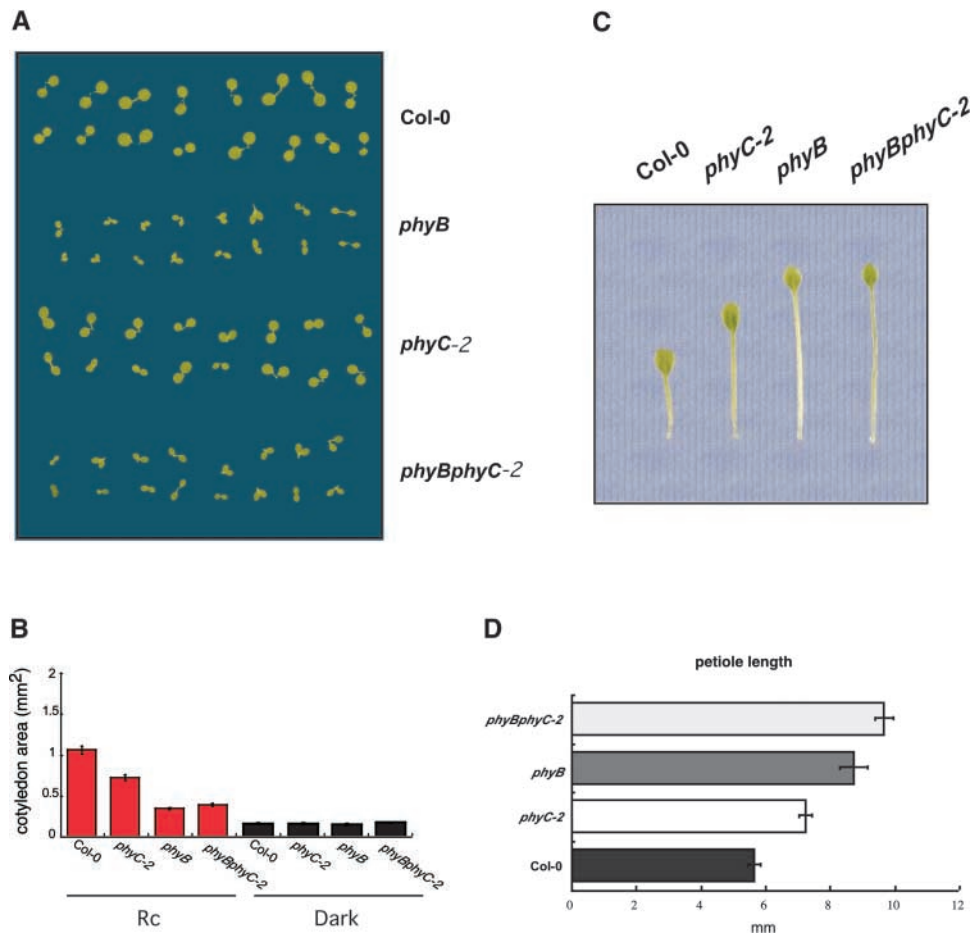 A
Col-0
phyB
phyC-2
phyBphyC-2
C
Col-0
phyC-2
phyB
phyBphyC-2
B
cotyledon area (mm2)
2
1.5
1
0.5
0
Col-0
phyC-2
phyB
phyBphyC-2
Col-0
phyC-2
phyB
phyBphyC-2
Rc
Dark
D
petiole length
phyBphyC-2
phyB
phyC-2
Col-0
0 2 4 6 8 10 12
mm